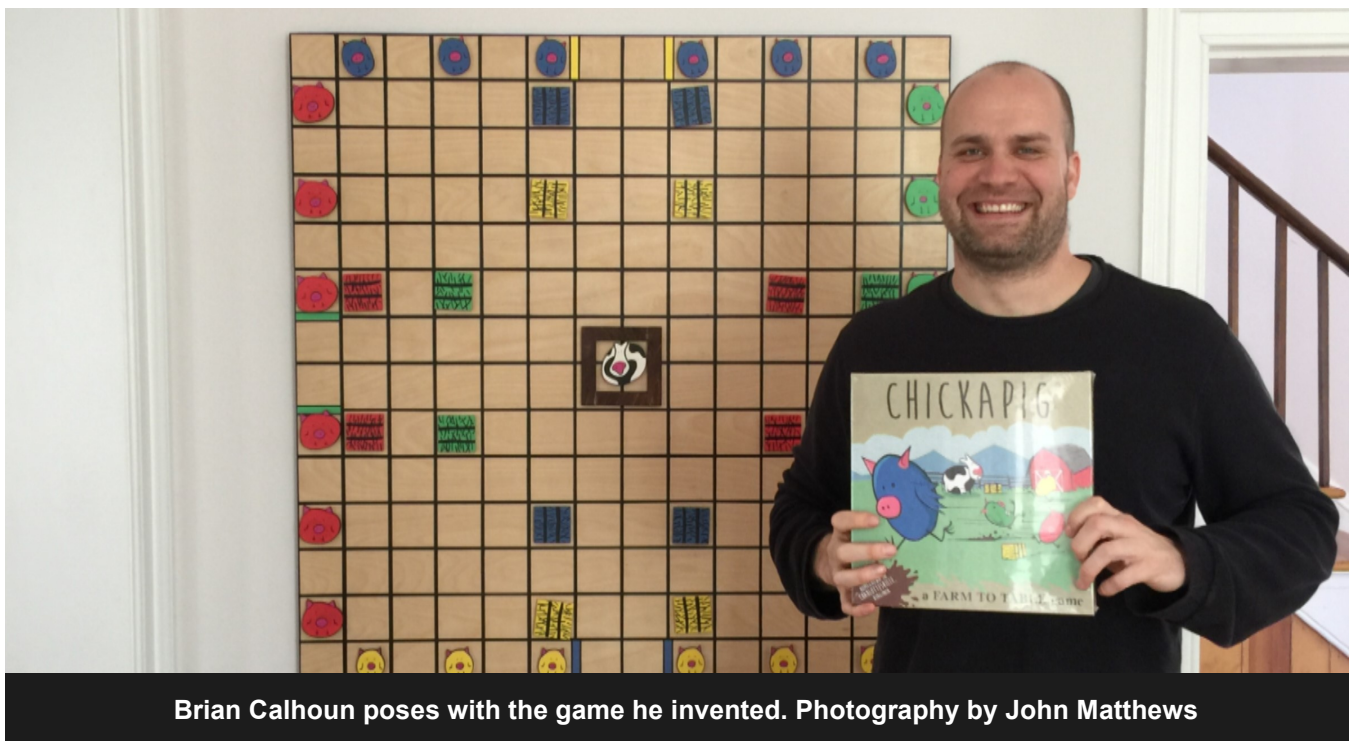 CHICKAPIG
a FARM TO TABLE game
Brian Calhoun poses with the game he invented. Photography by John Matthews